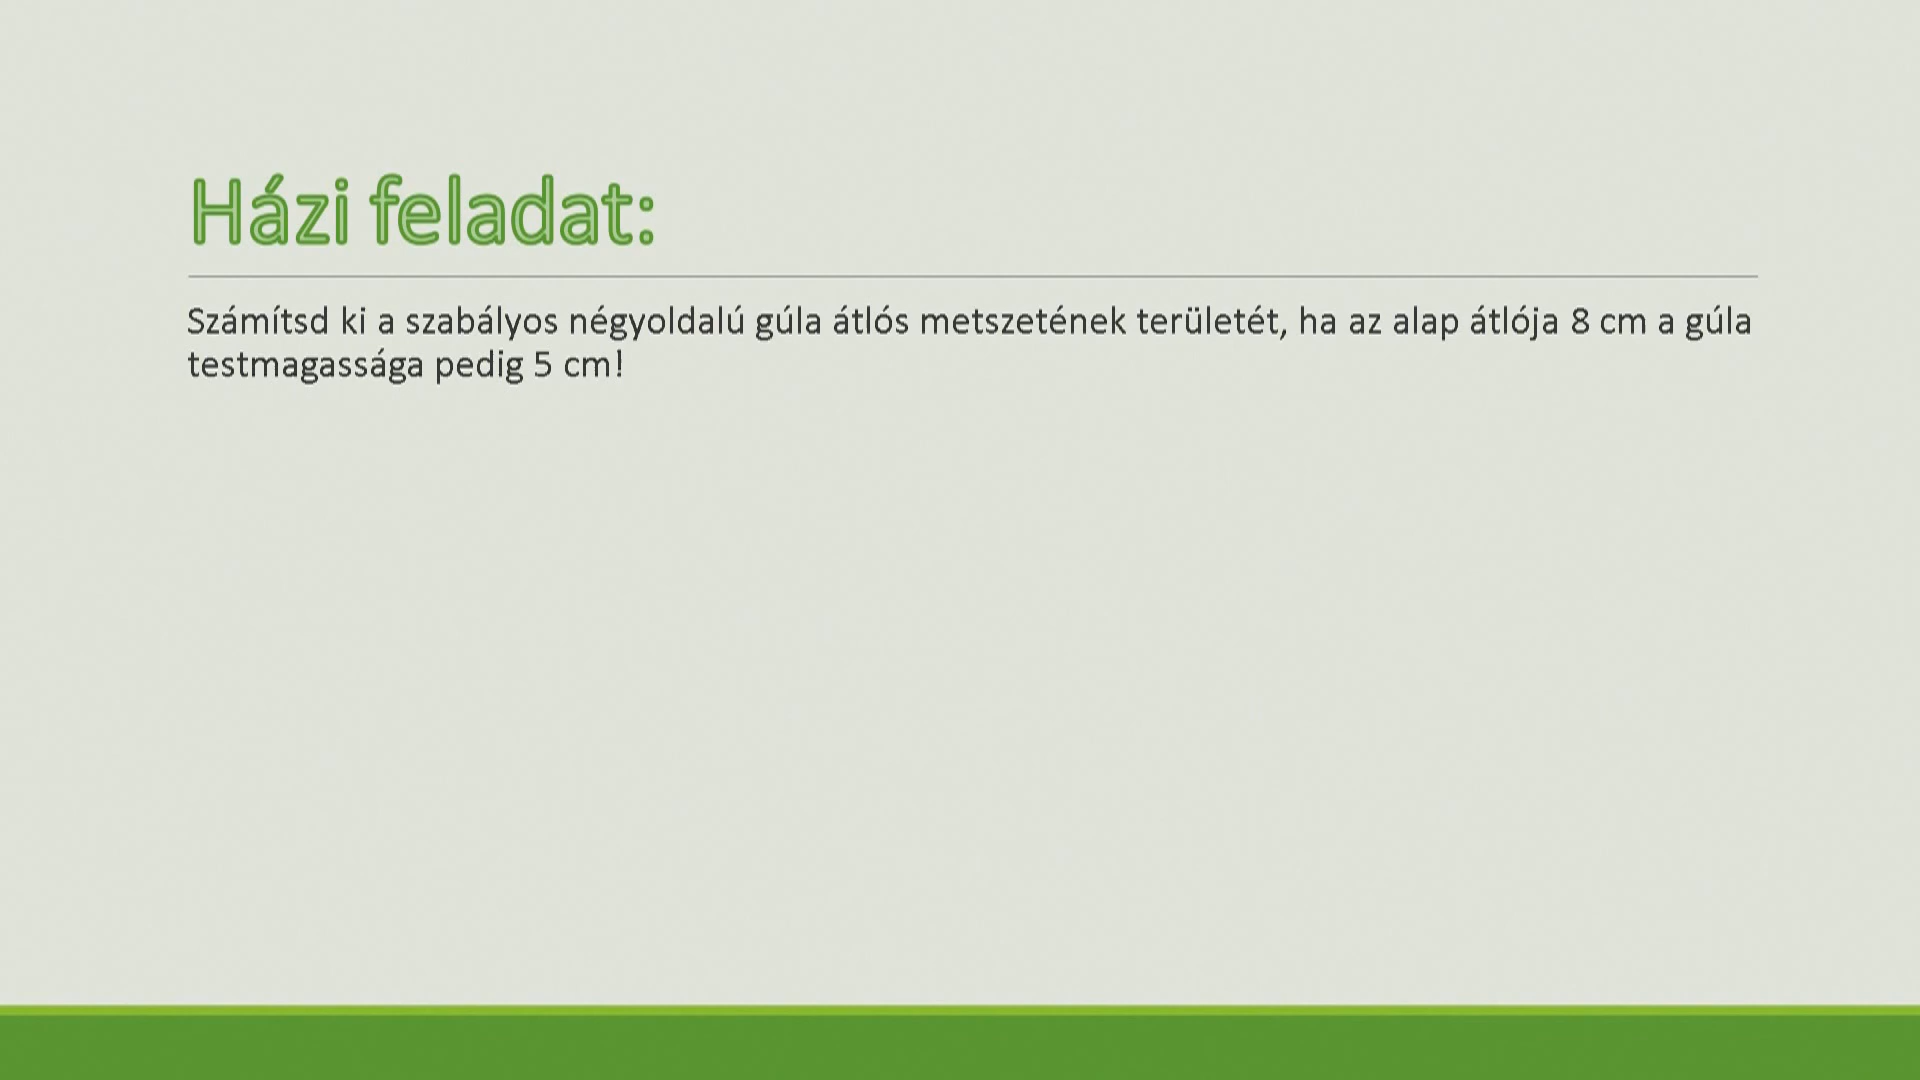 Házi feladat:
Számítsd ki a szabályos négyoldalú gúla átlós metszetének területét, ha az alap átlója 8 cm a gúla
testmagassága pedig 5 cm!